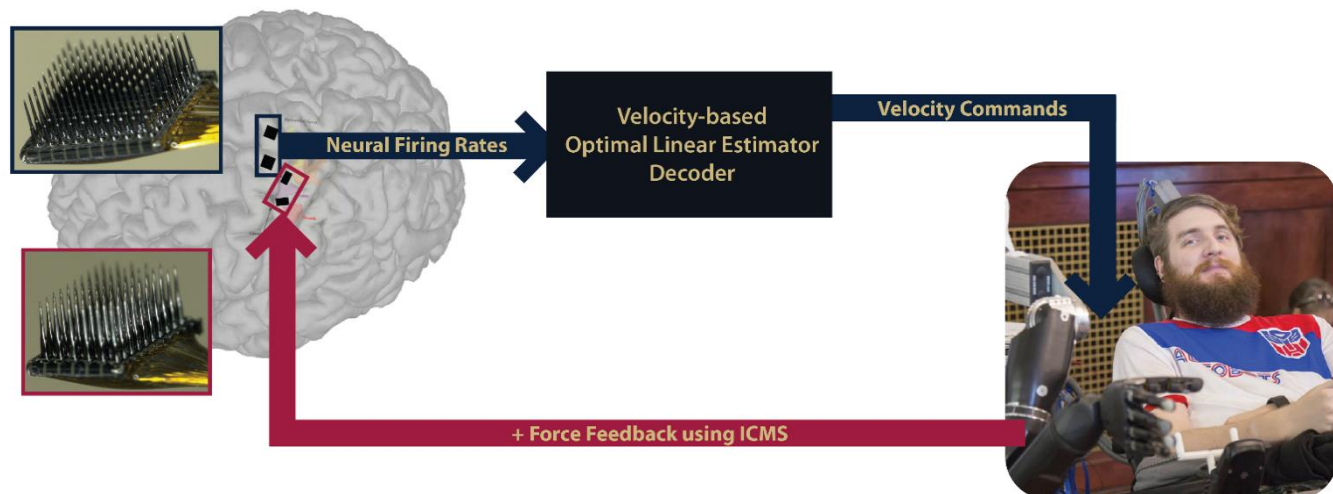 Neural Firing Rates
Velocity-based
Optimal Linear Estimator
Decoder
Velocity Commands
+ Force Feedback using ICMS